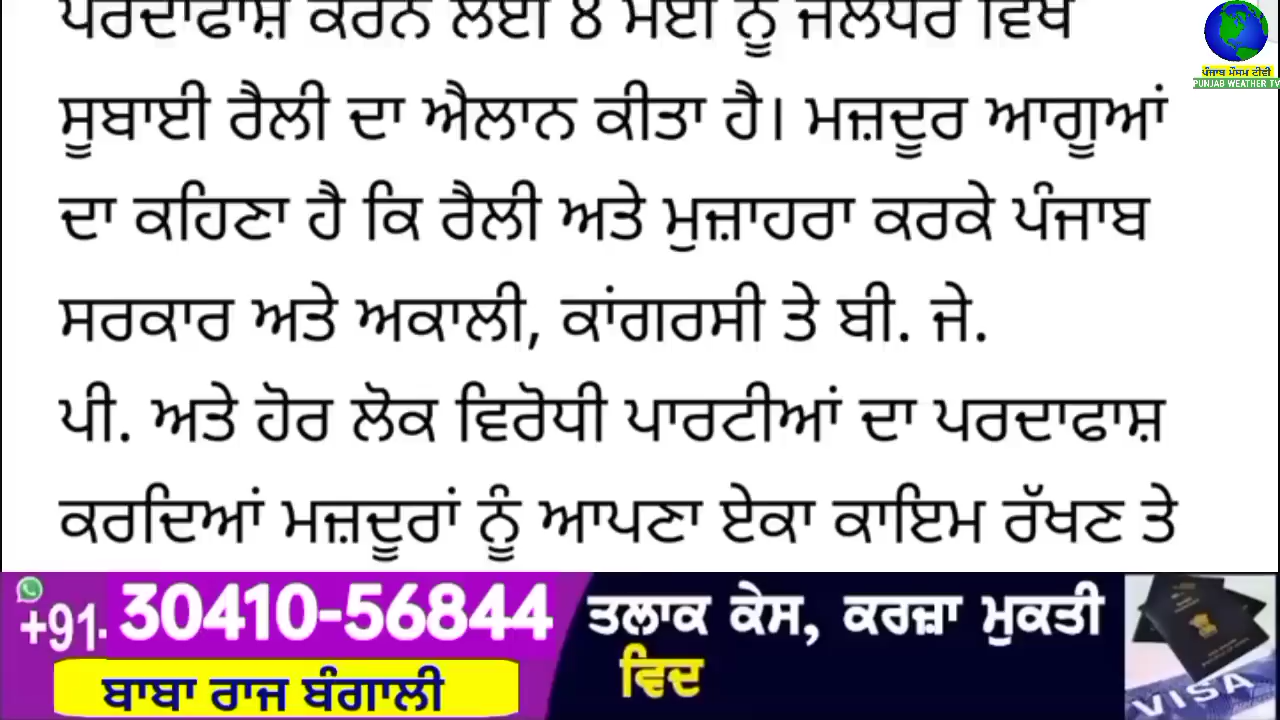 ਪਰਦਾਫਾਸ਼ ਕਰਨ ਲਈ 8 ਮਈ ਨੂੰ ਜਲੰਧਰ ਵਿਖੇ
ਸੂਬਾਈ ਰੈਲੀ ਦਾ ਐਲਾਨ ਕੀਤਾ ਹੈ। ਮਜ਼ਦੂਰ ਆਗੂਆਂ
ਦਾ ਕਹਿਣਾ ਹੈ ਕਿ ਰੈਲੀ ਅਤੇ ਮੁਜ਼ਾਹਰਾ ਕਰਕੇ ਪੰਜਾਬ
ਸਰਕਾਰ ਅਤੇ ਅਕਾਲੀ, ਕਾਂਗਰਸੀ ਤੇ ਬੀ. ਜੇ.
ਪੀ. ਅਤੇ ਹੋਰ ਲੋਕ ਵਿਰੋਧੀ ਪਾਰਟੀਆਂ ਦਾ ਪਰਦਾਫਾਸ਼
ਕਰਦਿਆਂ ਮਜ਼ਦੂਰਾਂ ਨੂੰ ਆਪਣਾ ਏਕਾ ਕਾਇਮ ਰੱਖਣ ਤੇ
ਪੰਜਾਬ ਮੌਸਮ ਟੀਵੀ
PUNJAB WEATHER TV
+91- 30410-56844
ਬਾਬਾ ਰਾਜ ਬੰਗਾਲੀ
ਤਲਾਕ ਕੇਸ, ਕਰਜ਼ਾ ਮੁਕਤੀ
ਵਿਦ
VISA